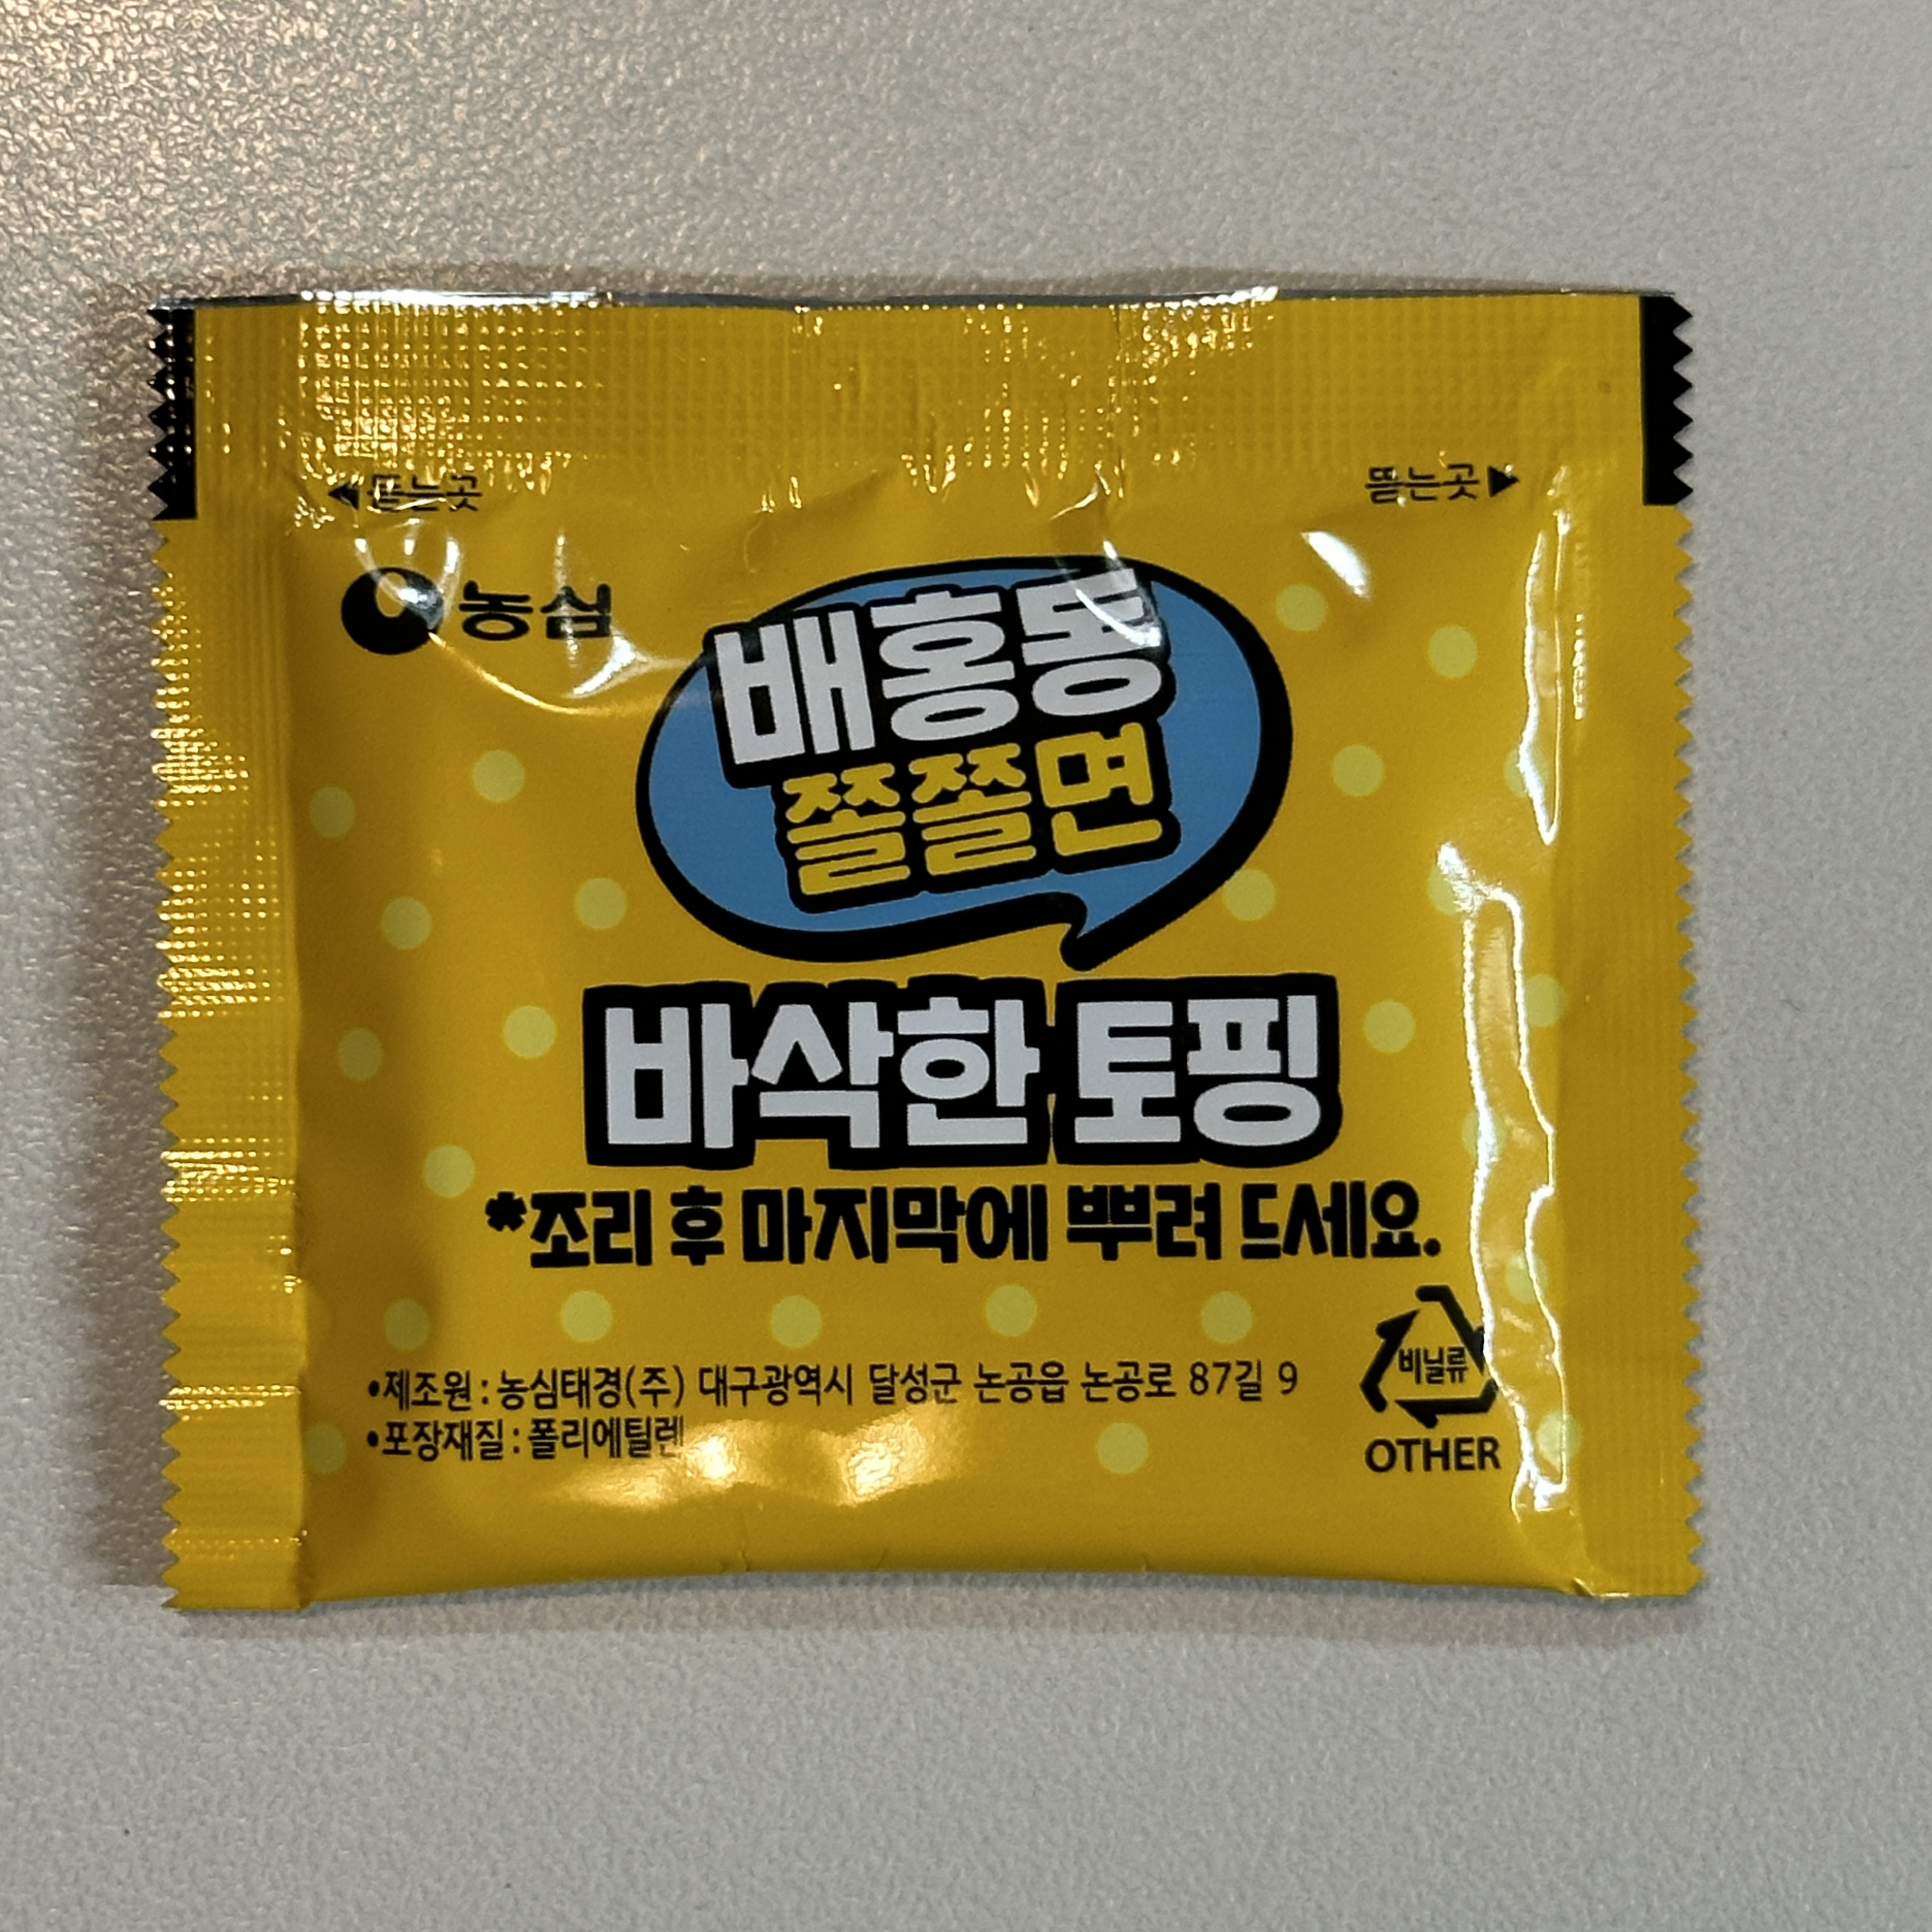 ◀뜯는곳
뜯는곳▶
농심
배홍동
쫄쫄면
바삭한 토핑
*조리 후 마지막에 뿌려 드세요.
•제조원 : 농심태경(주) 대구광역시 달성군 논공읍 논공로 87길 9
•포장재질 : 폴리에틸렌
비닐류
OTHER